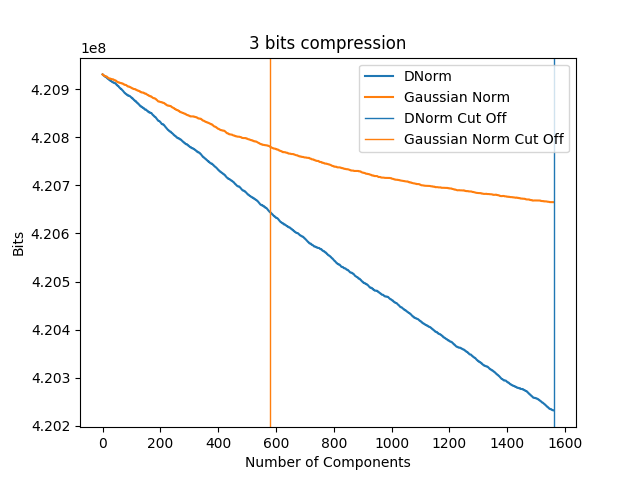 3 bits compression
1e8
4.209
4.208
4.207
4.206
4.205
4.204
4.203
4.202
Bits
DNorm
Gaussian Norm
DNorm Cut Off
Gaussian Norm Cut Off
0 200 400 600 800 1000 1200 1400 1600
Number of Components